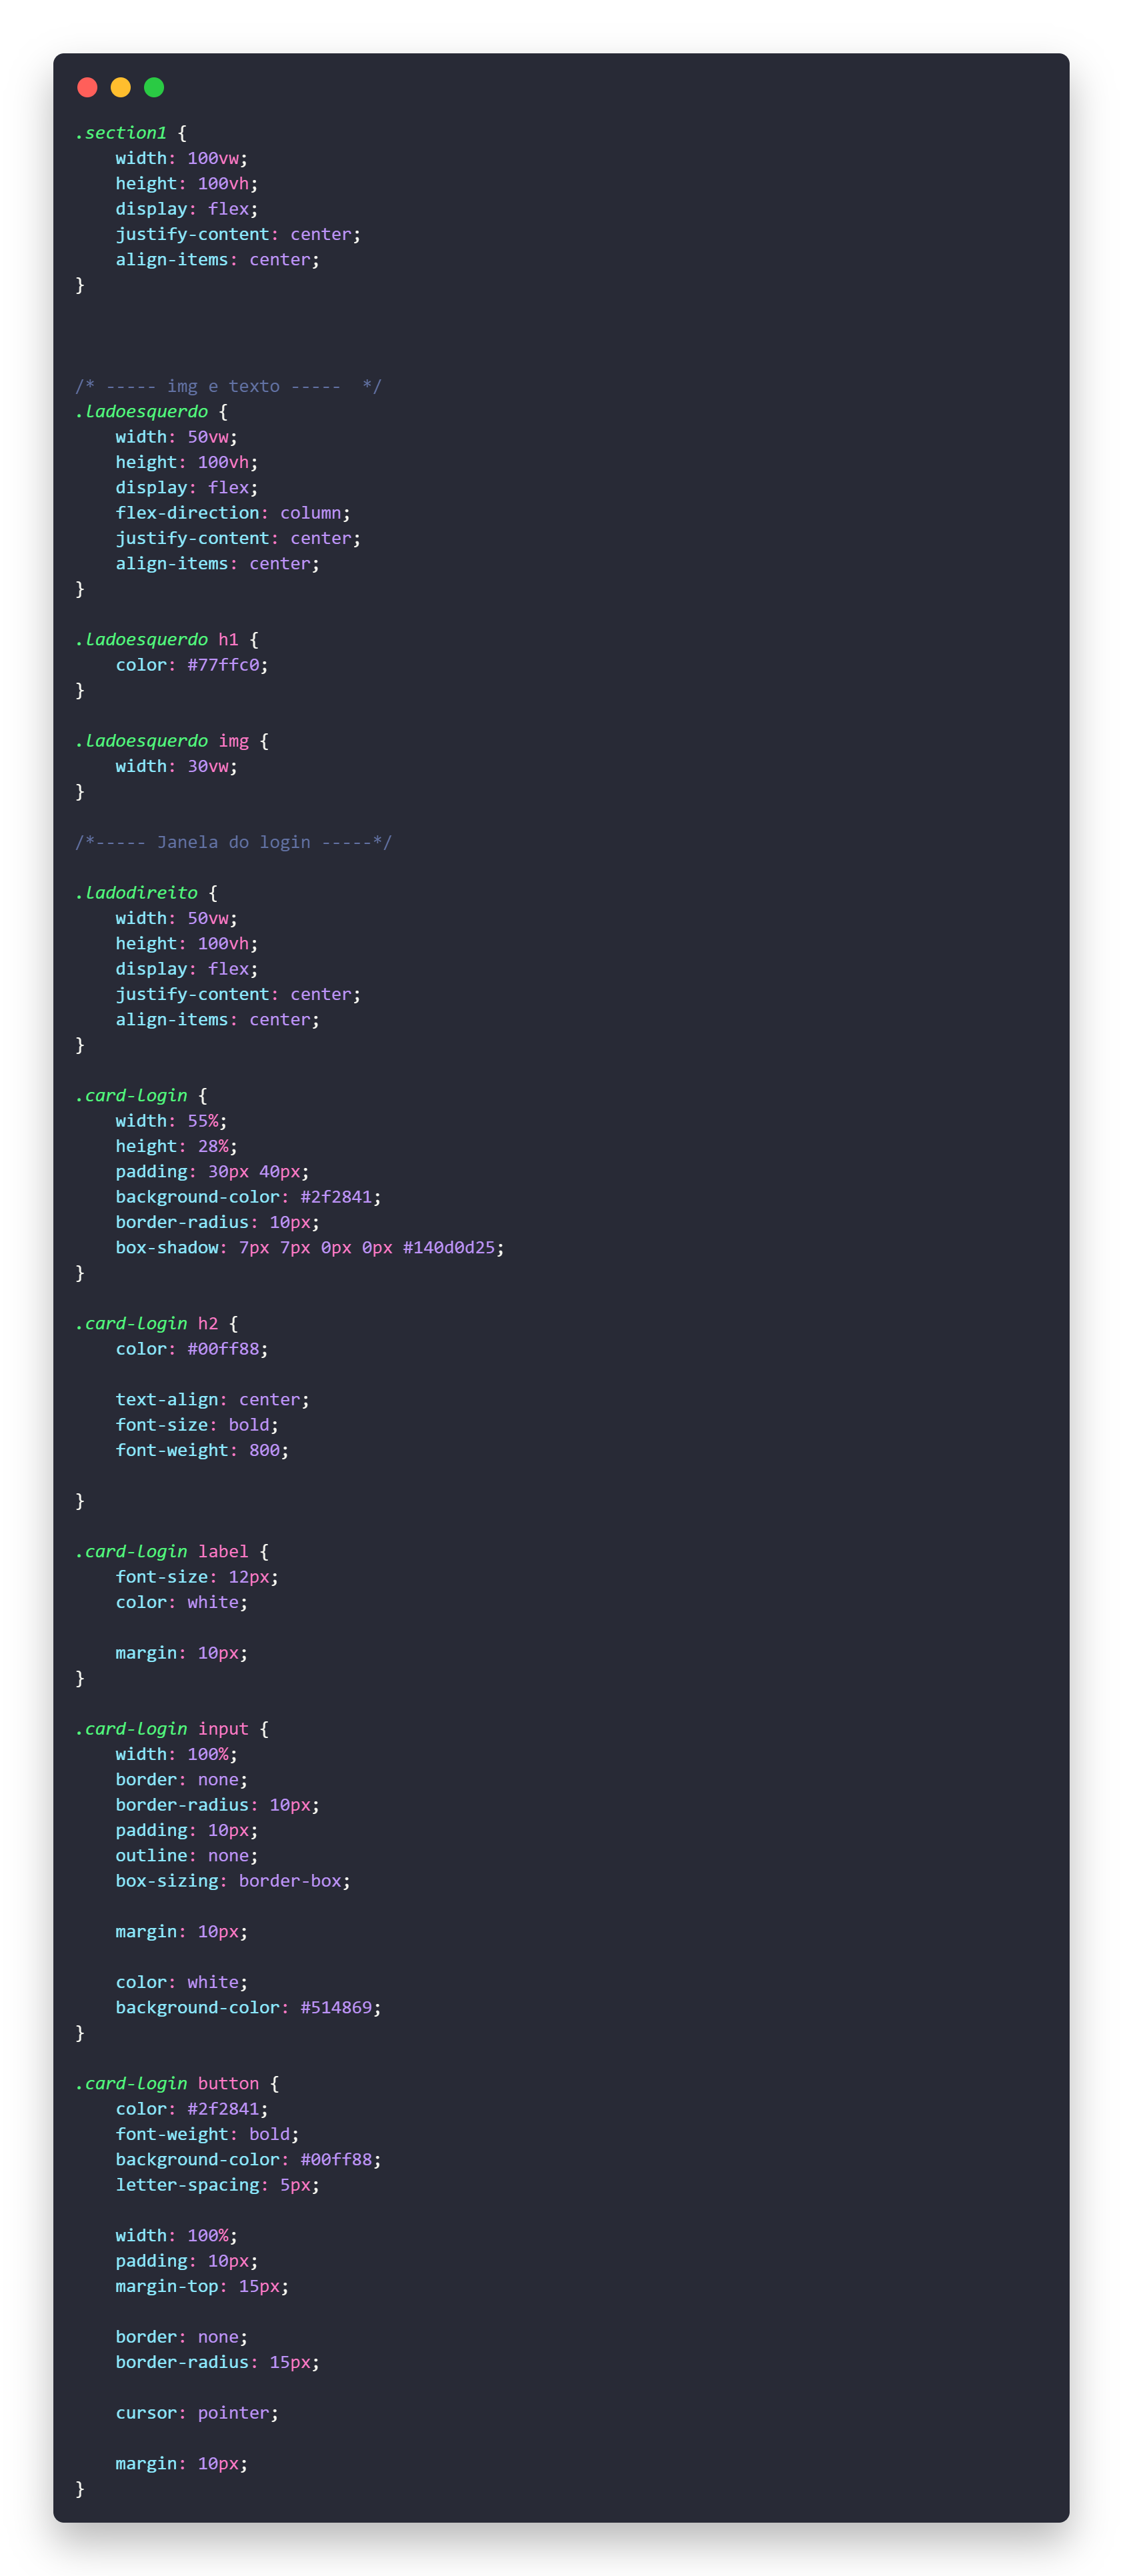 .section1 {
    width: 100vw;
    height: 100vh;
    display: flex;
    justify-content: center;
    align-items: center;
}
/* ----- img e texto -----  */
.ladoesquerdo {
    width: 50vw;
    height: 100vh;
    display: flex;
    flex-direction: column;
    justify-content: center;
    align-items: center;
}
.ladoesquerdo h1 {
    color: #77ffc0;
}
.ladoesquerdo img {
    width: 30vw;
}
/*----- Janela do login -----*/
.ladodireito {
    width: 50vw;
    height: 100vh;
    display: flex;
    justify-content: center;
    align-items: center;
}
.card-login {
    width: 55%;
    height: 28%;
    padding: 30px 40px;
    background-color: #2f2841;
    border-radius: 10px;
    box-shadow: 7px 7px 0px 0px #140d0d25;
}
.card-login h2 {
    color: #00ff88;
    text-align: center;
    font-size: bold;
    font-weight: 800;
}
.card-login label {
    font-size: 12px;
    color: white;
    margin: 10px;
}
.card-login input {
    width: 100%;
    border: none;
    border-radius: 10px;
    padding: 10px;
    outline: none;
    box-sizing: border-box;
    margin: 10px;
    color: white;
    background-color: #514869;
}
.card-login button {
    color: #2f2841;
    font-weight: bold;
    background-color: #00ff88;
    letter-spacing: 5px;
    width: 100%;
    padding: 10px;
    margin-top: 15px;
    border: none;
    border-radius: 15px;
    cursor: pointer;
    margin: 10px;
}